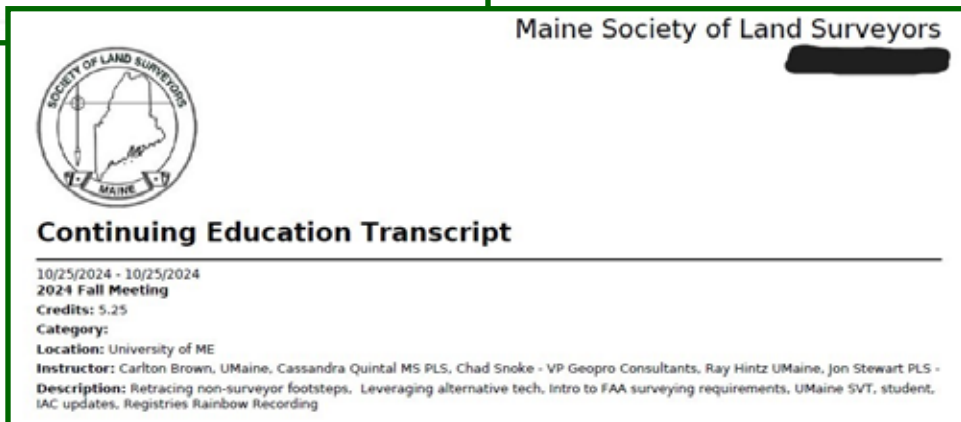 Maine Society of Land Surveyors
SOCIETY OF LAND SURVEYORS
MAINE
Continuing Education Transcript
10/25/2024 - 10/25/2024
2024 Fall Meeting
Credits: 5.25
Category:
Location: University of ME
Instructor: Carlton Brown, UMaine, Cassandra Quintal MS PLS, Chad Snoke - VP Geopro Consultants, Ray Hintz UMaine, Jon Stewart PLS -
Description: Retracing non-surveyor footsteps,  Leveraging alternative tech, Intro to FAA surveying requirements, UMaine SVT, student,
IAC updates, Registries Rainbow Recording